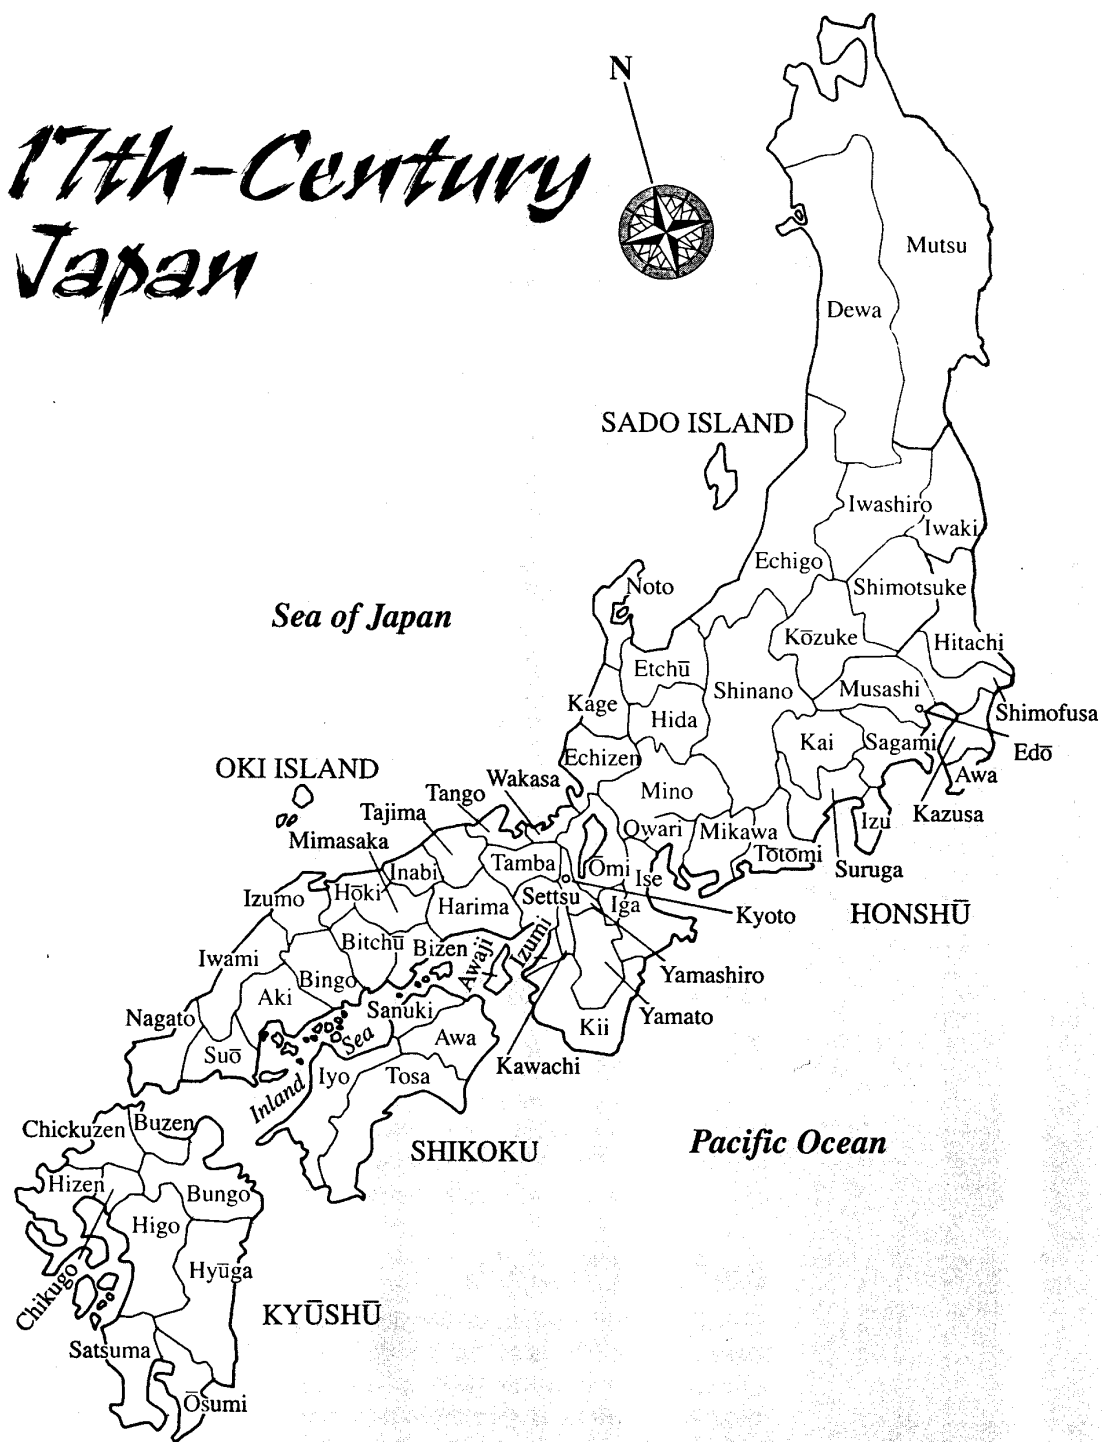 N
17th-Century
Japan
Mutsu
Dewa
SADO ISLAND
Iwashiro
Iwaki
Echigo
Noto
Shimotsuke
Sea of Japan
Kōzuke
Hitachi
Etchū
Shinano
Musashi
Kage
Hida
Shimofusa
Kai
Sagami
Edō
Echizen
OKI ISLAND
Wakasa
Awa
Tango
Mino
Tajima
Izu
Kazusa
Mimasaka
Owari
Mikawa
Tōtōmi
Tamba
Ōmi
Suruga
Inabi
Ise
Hōki
Izumo
Settsu
Harima
Iga
Kyoto
HONSHŪ
Bitchū
Bizen
Izumi
Awaji
Iwami
Yamashiro
Bingo
Aki
Sanuki
Yamato
Nagato
Kii
Sea
Awa
Suō
Kawachi
Iyo
Tosa
Inland
Chickuzen
Buzen
SHIKOKU
Pacific Ocean
Hizen
Bungo
Higo
Hyūga
Chikugo
KYŪSHŪ
Satsuma
Ōsumi